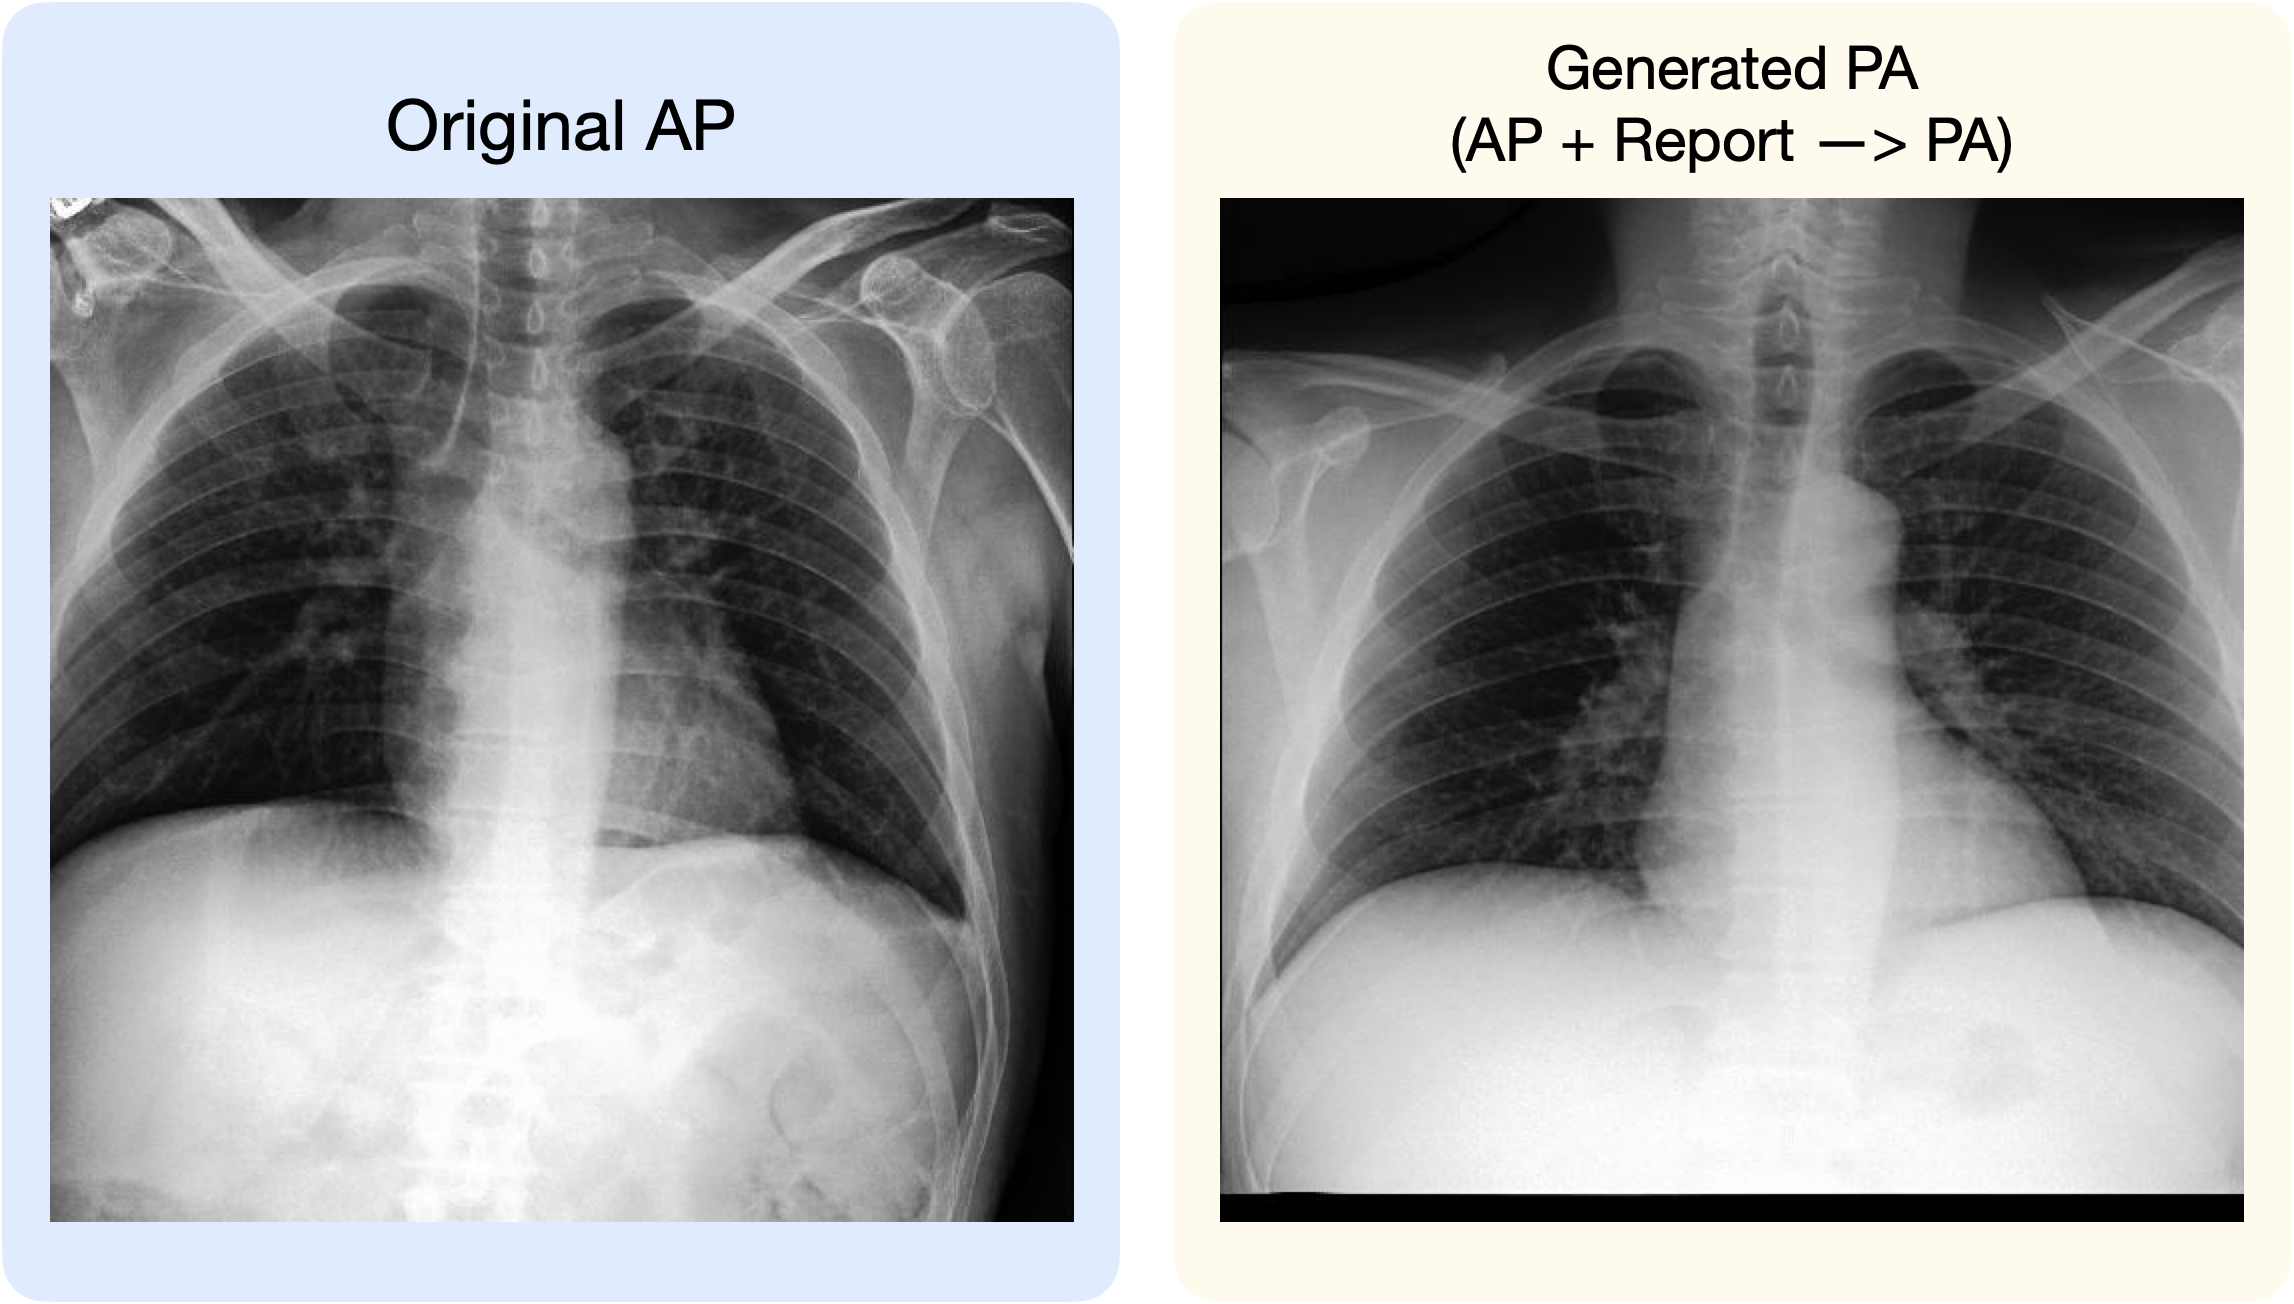 Original AP
Generated PA
(AP + Report —> PA)